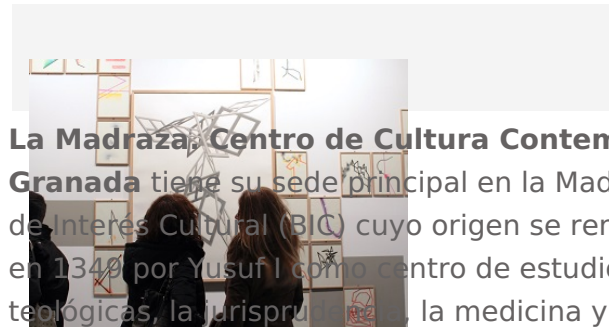 La Madraza. Centro de Cultura Contem
Granada tiene su sede principal en la Mad
de Interés Cultural (BIC) cuyo origen se rem
en 1349 por Yusuf I como centro de estudio
teológicas, la jurisprudencia, la medicina y